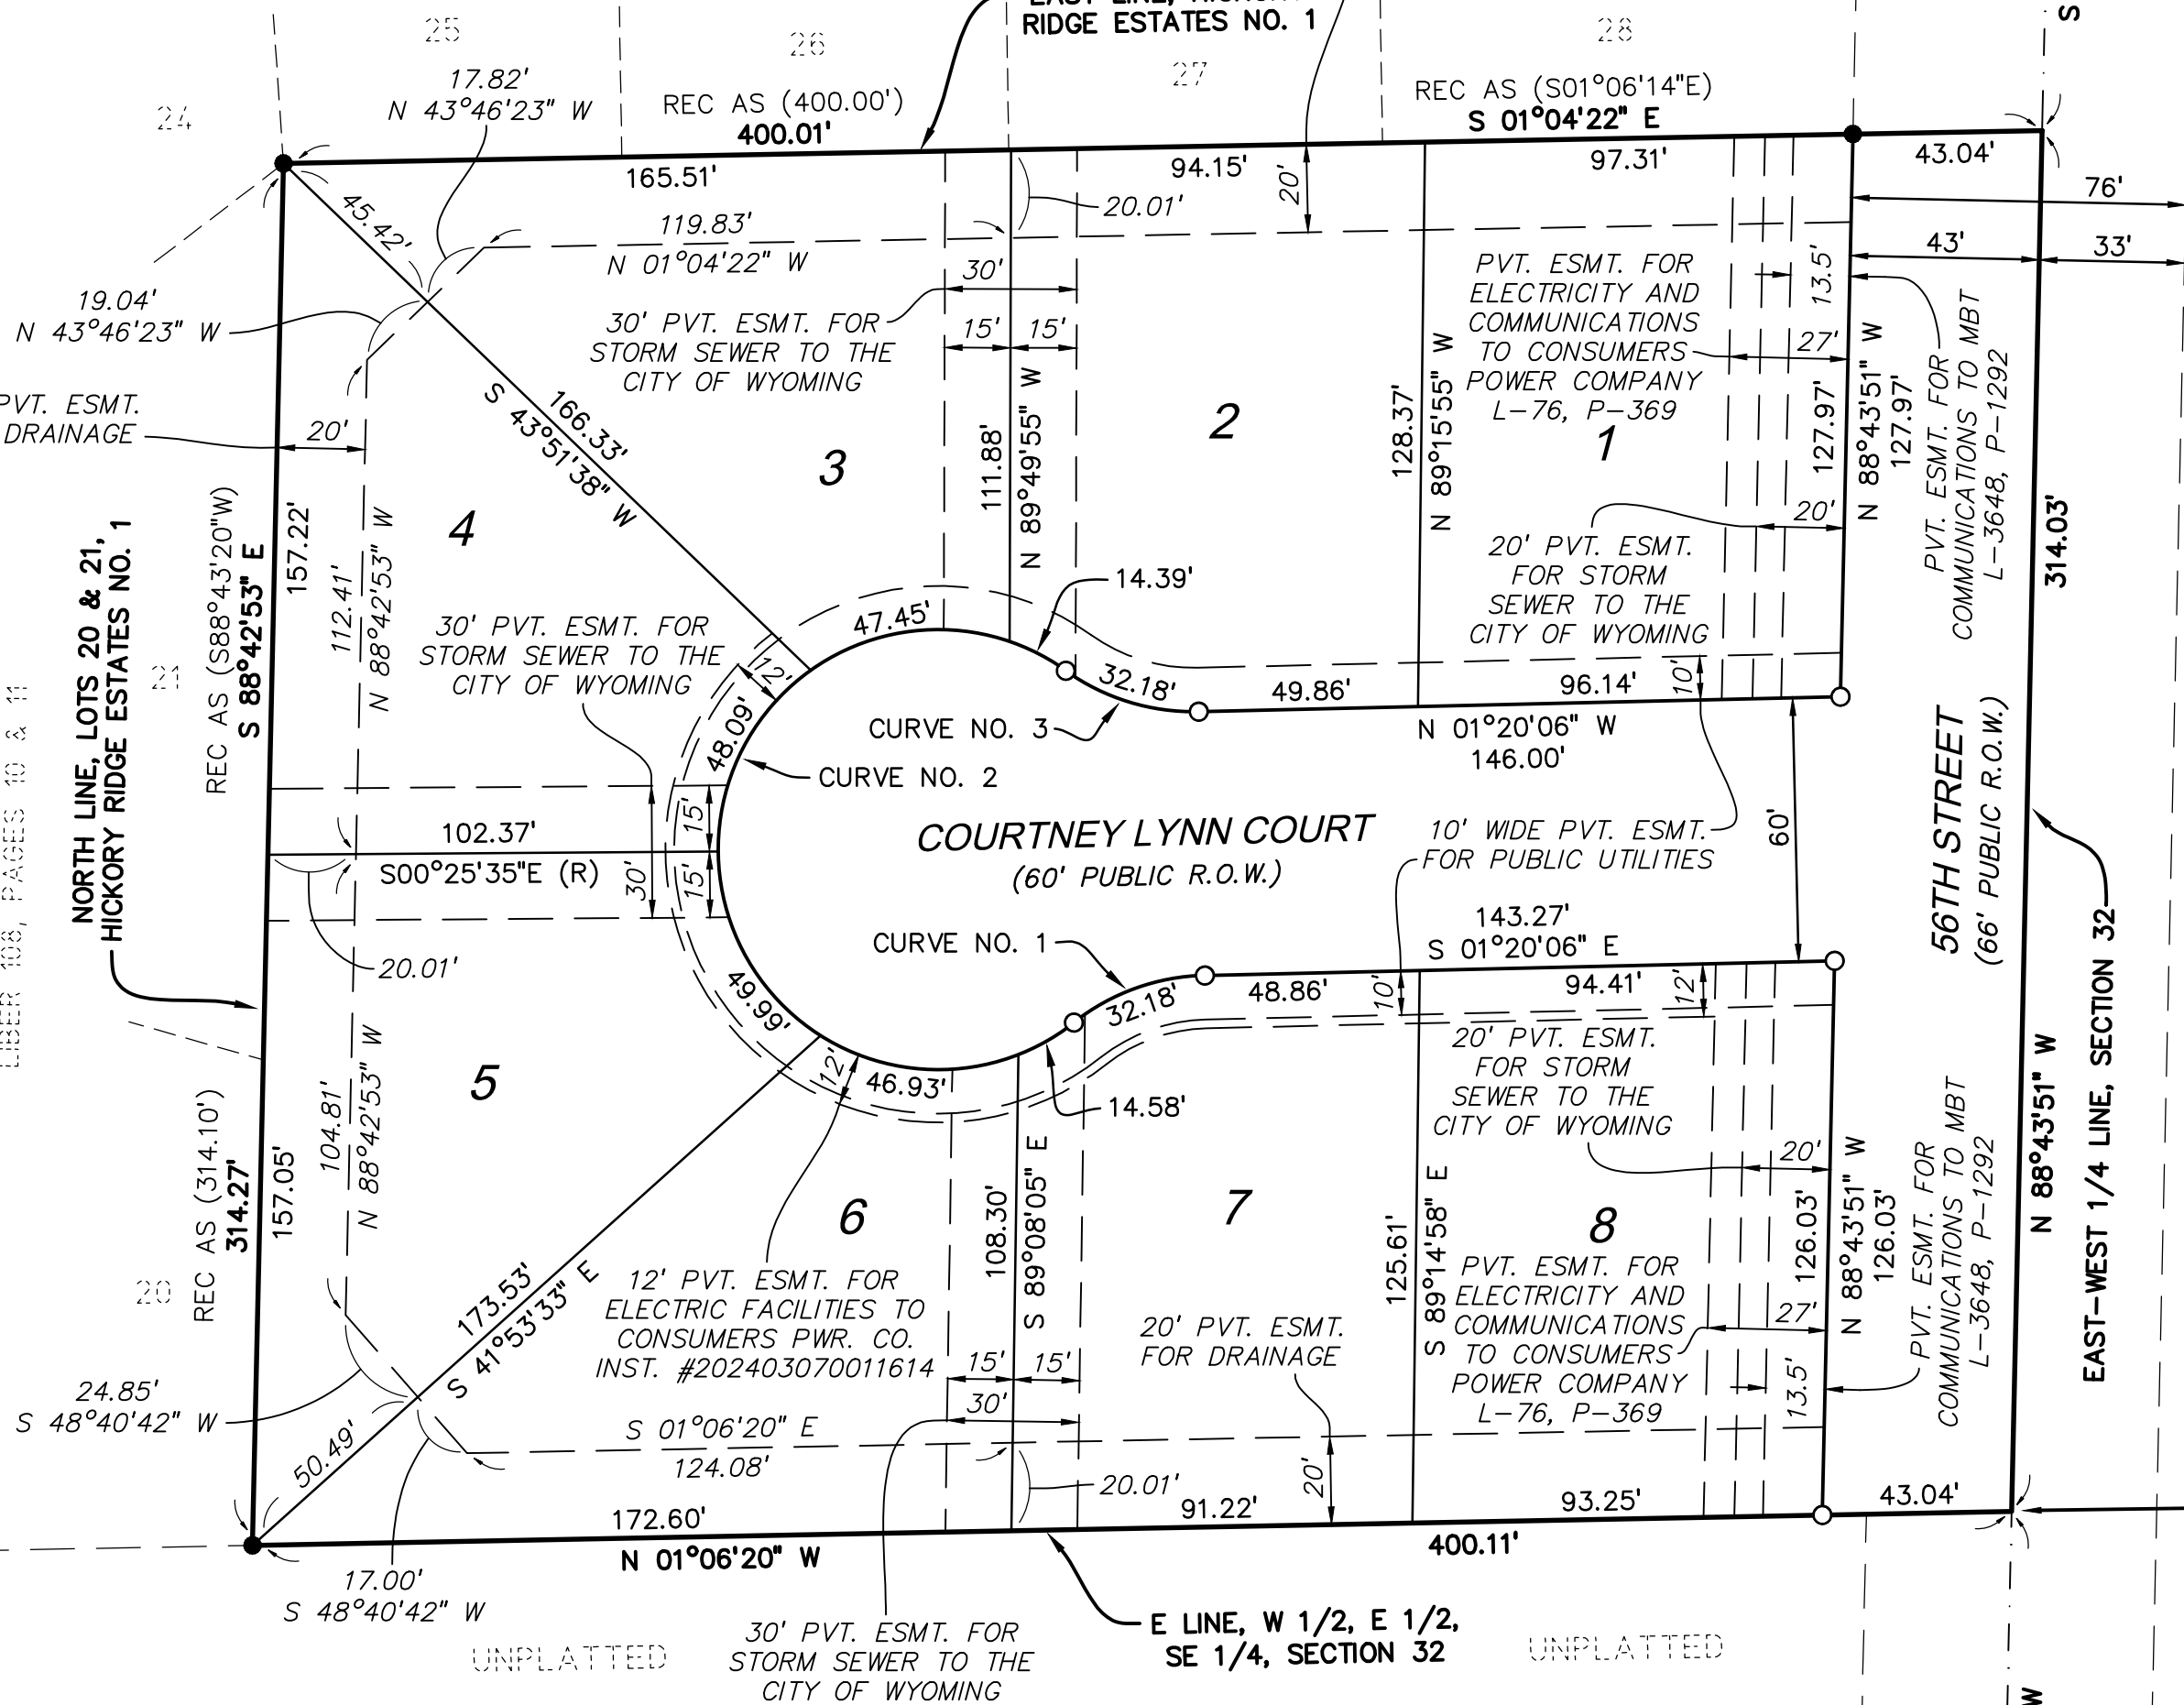 25
26
27
28
24
RIDGE ESTATES NO. 1
S
17.82'
N 43°46'23" W
REC AS (400.00')
400.01'
REC AS (S01°06'14"E)
S 01°04'22" E
165.51'
94.15'
97.31'
43.04'
76'
43'
33'
45.42'
119.83'
N 01°04'22" W
20.01'
20'
30'
15'
15'
30' PVT. ESMT. FOR
STORM SEWER TO THE
CITY OF WYOMING
19.04'
N 43°46'23" W
PVT. ESMT.
DRAINAGE
20'
166.33'
S 43°51'38" W
3
111.88'
N 89°49'55" W
2
128.37'
N 89°15'55" W
PVT. ESMT. FOR
ELECTRICITY AND
COMMUNICATIONS
TO CONSUMERS
POWER COMPANY
L-76, P-369
1
13.5'
27'
127.97'
N 88°43'51" W
127.97'
PVT. ESMT. FOR
COMMUNICATIONS TO MBT
L-3648, P-1292
314.03'
20'
20' PVT. ESMT.
FOR STORM
SEWER TO THE
CITY OF WYOMING
4
NORTH LINE, LOTS 20 & 21,
HICKORY RIDGE ESTATES NO. 1
21
REC AS (S88°43'20"W)
S 88°42'53" E
157.22'
112.41'
N 88°42'53" W
30' PVT. ESMT. FOR
STORM SEWER TO THE
CITY OF WYOMING
47.45'
14.39'
12'
48.09'
32.18'
49.86'
96.14'
10'
CURVE NO. 3
N 01°20'06" W
146.00'
CURVE NO. 2
COURTNEY LYNN COURT
(60' PUBLIC R.O.W.)
10' WIDE PVT. ESMT.
FOR PUBLIC UTILITIES
60'
56TH STREET
(66' PUBLIC R.O.W.)
LIBER 108, PAGES 10 & 11
102.37'
S00°25'35"E (R)
15'
15'
30'
20.01'
143.27'
S 01°20'06" E
CURVE NO. 1
49.99'
32.18'
48.86'
10'
94.41'
12'
12'
46.93'
14.58'
5
104.81'
N 88°42'53" W
REC AS (314.10')
314.27'
157.05'
20
20' PVT. ESMT.
FOR STORM
SEWER TO THE
CITY OF WYOMING
20'
N 88°43'51" W
EAST-WEST 1/4 LINE, SECTION 32
6
108.30'
S 89°08'05" E
7
125.61'
S 89°14'58" E
8
126.03'
N 88°43'51" W
126.03'
PVT. ESMT. FOR
COMMUNICATIONS TO MBT
L-3648, P-1292
173.53'
S 41°53'33" E
12' PVT. ESMT. FOR
ELECTRIC FACILITIES TO
CONSUMERS PWR. CO.
INST. #202403070011614
20' PVT. ESMT.
FOR DRAINAGE
PVT. ESMT. FOR
ELECTRICITY AND
COMMUNICATIONS
TO CONSUMERS
POWER COMPANY
L-76, P-369
27'
13.5'
15'
15'
30'
24.85'
S 48°40'42" W
S 01°06'20" E
124.08'
50.49'
20.01'
20'
172.60'
91.22'
93.25'
43.04'
N 01°06'20" W
400.11'
17.00'
S 48°40'42" W
UNPLATTED
30' PVT. ESMT. FOR
STORM SEWER TO THE
CITY OF WYOMING
E LINE, W 1/2, E 1/2,
SE 1/4, SECTION 32
UNPLATTED
W